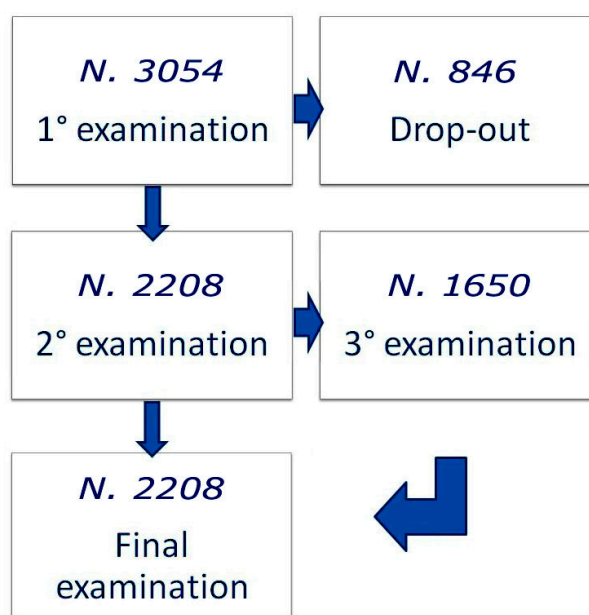 N. 3054
1° examination
N. 846
Drop-out
N. 2208
2° examination
N. 1650
3° examination
N. 2208
Final
examination